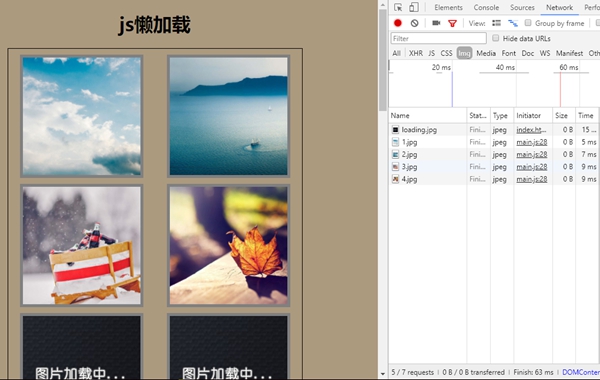 js懒加载
图片加载中...
图片加载中...
Elements Console Sources Network Perfo
View: Group by frame
Filter Hide data URLs
All XHR JS CSS Img Media Font Doc WS Manifest Othe
20 ms 40 ms 60 ms
Name Stat... Type Initiator Size Time
loading.jpg Fini... jpeg index.ht... 0 B 15 ...
1.jpg Fini... jpeg main.js:28 0 B 5 ms
2.jpg Fini... jpeg main.js:28 0 B 7 ms
3.jpg Fini... jpeg main.js:28 0 B 9 ms
4.jpg Fini... jpeg main.js:28 0 B 9 ms
5 / 7 requests | 0 B / 0 B transferred | Finish: 63 ms | DOMConten